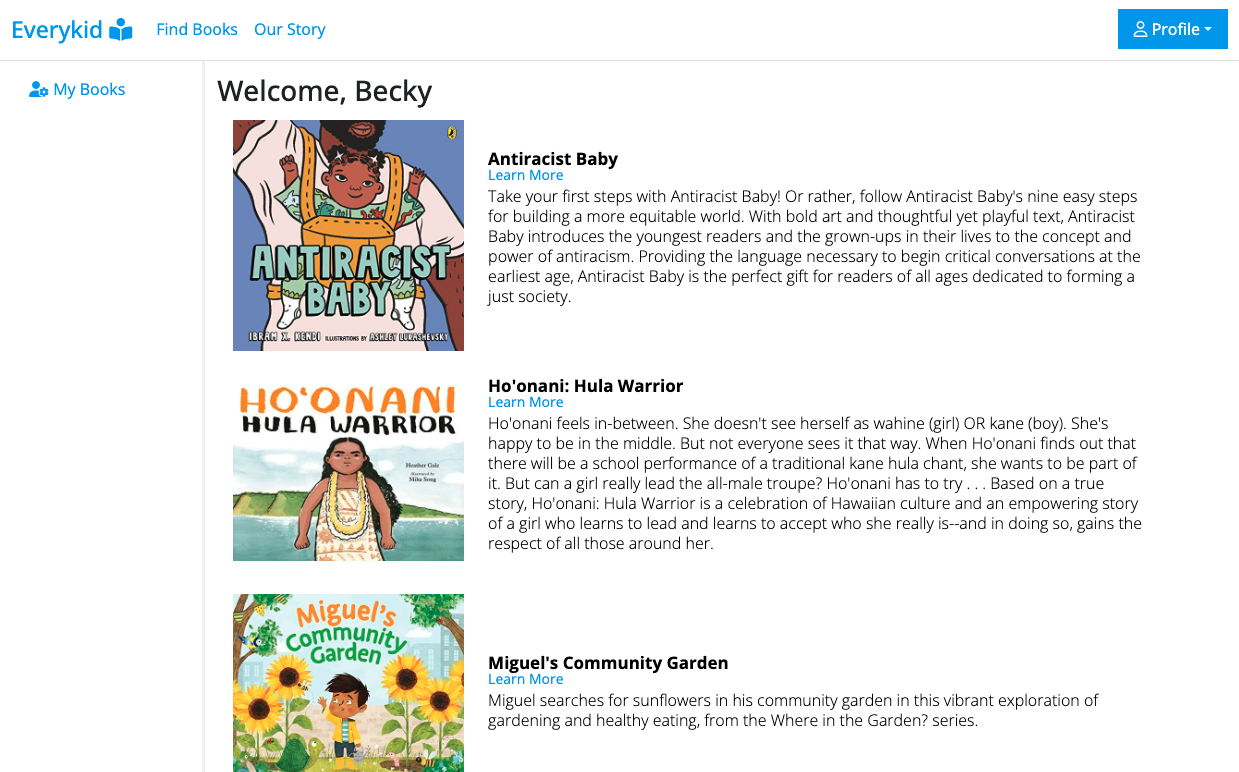 Everykid
Find Books
Our Story
Profile
My Books
Welcome, Becky
ANTIRACIST
BABY
IBRAM X. KENDI ILLUSTRATIONS BY ASHLEY LUKASHEVSKY
Antiracist Baby
Learn More
Take your first steps with Antiracist Baby! Or rather, follow Antiracist Baby's nine easy steps
for building a more equitable world. With bold art and thoughtful yet playful text, Antiracist
Baby introduces the youngest readers and the grown-ups in their lives to the concept and
power of antiracism. Providing the language necessary to begin critical conversations at the
earliest age, Antiracist Baby is the perfect gift for readers of all ages dedicated to forming a
just society.
HO'ONANI
HULA WARRIOR
Heather Gale
illustrated by
Mika Song
Ho'onani: Hula Warrior
Learn More
Ho'onani feels in-between. She doesn't see herself as wahine (girl) OR kane (boy). She's
happy to be in the middle. But not everyone sees it that way. When Ho'onani finds out that
there will be a school performance of a traditional kane hula chant, she wants to be part of
it. But can a girl really lead the all-male troupe? Ho'onani has to try . . . Based on a true
story, Ho'onani: Hula Warrior is a celebration of Hawaiian culture and an empowering story
of a girl who learns to lead and learns to accept who she really is--and in doing so, gains the
respect of all those around her.
Miguel's
Community
Garden
Miguel's Community Garden
Learn More
Miguel searches for sunflowers in his community garden in this vibrant exploration of
gardening and healthy eating, from the Where in the Garden? series.